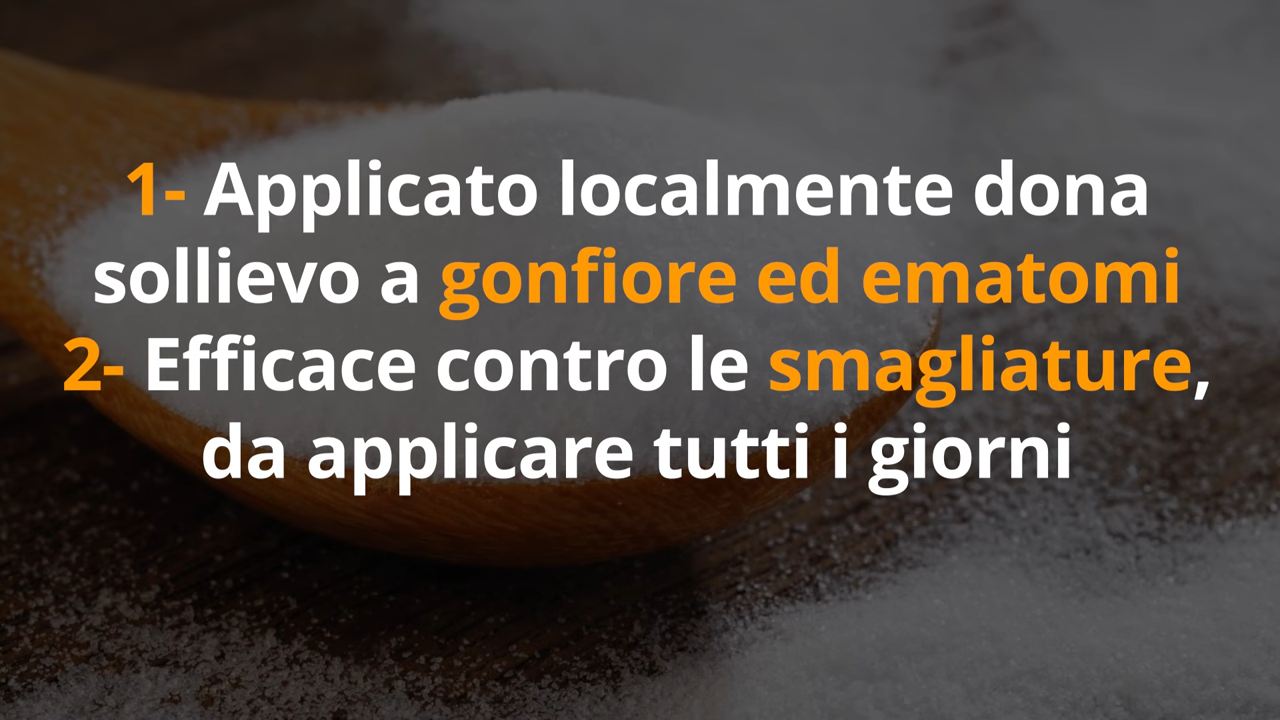 1- Applicato localmente dona
sollievo a gonfiore ed ematomi
2- Efficace contro le smagliature,
da applicare tutti i giorni